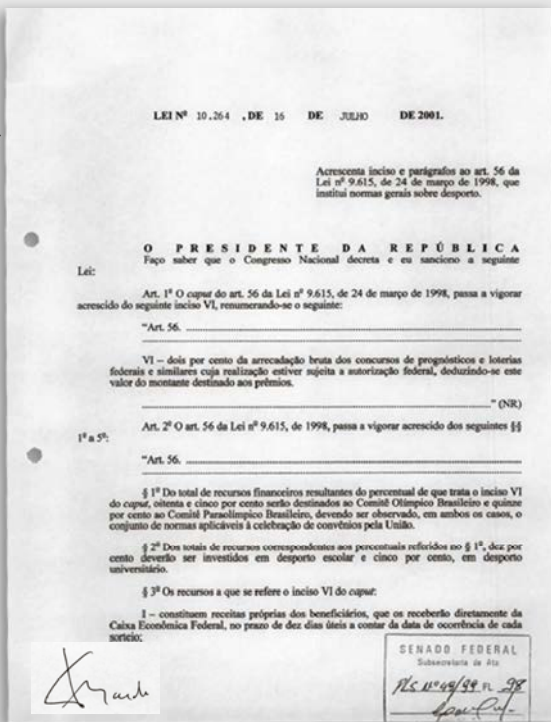 LEI Nº 10.264 , DE 16 DE JULHO DE 2001.
Acrescenta inciso e parágrafos ao art. 56 da
Lei nº 9.615, de 24 de março de 1998, que
institui normas gerais sobre desporto.
O PRESIDENTE DA REPÚBLICA
Faço saber que o Congresso Nacional decreta e eu sanciono a seguinte
Lei:
Art. 1º O caput do art. 56 da Lei nº 9.615, de 24 de março de 1998, passa a vigorar
acrescido do seguinte inciso VI, renumerando-se o seguinte:
"Art. 56. ..............................................................
..............................................................
VI – dois por cento da arrecadação bruta dos concursos de prognósticos e loterias
federais e similares cuja realização estiver sujeita a autorização federal, deduzindo-se este
valor do montante destinado aos prêmios.
.............................................................." (NR)
Art. 2º O art. 56 da Lei nº 9.615, de 1998, passa a vigorar acrescido dos seguintes §§
1º a 5º:
"Art. 56. ..............................................................
..............................................................
§ 1º Do total de recursos financeiros resultantes do percentual de que trata o inciso VI
do caput, oitenta e cinco por cento serão destinados ao Comitê Olímpico Brasileiro e quinze
por cento ao Comitê Paraolímpico Brasileiro, devendo ser observado, em ambos os casos, o
conjunto de normas aplicáveis à celebração de convênios pela União.
§ 2º Dos totais de recursos correspondentes aos percentuais referidos no § 1º, dez por
cento deverão ser investidos em desporto escolar e cinco por cento, em desporto
universitário.
§ 3º Os recursos a que se refere o inciso VI do caput:
I – constituem receitas próprias dos beneficiários, que os receberão diretamente da
Caixa Econômica Federal, no prazo de dez dias úteis a contar da data de ocorrência de cada
sorteio;
SENADO FEDERAL
Subsecretaria de Ata
PLS Nº 49/99 FL 98